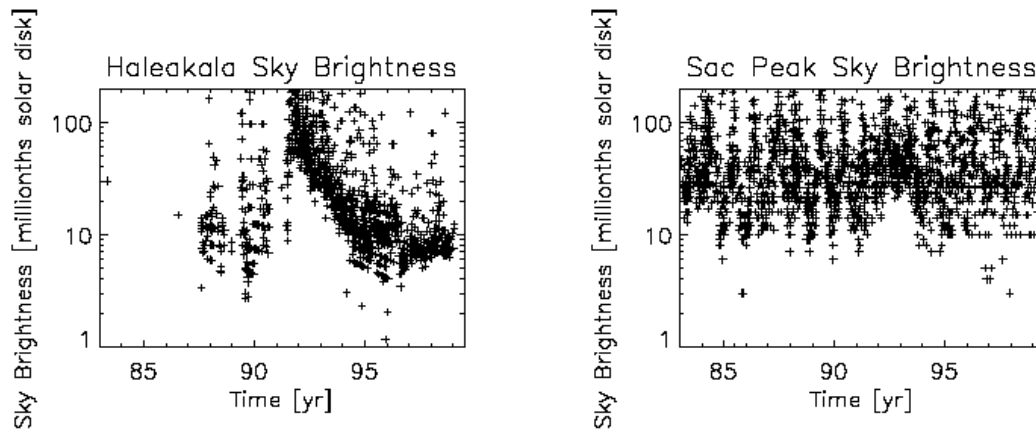 Haleakala Sky Brightness
Sky Brightness [millionths solar disk]
100
10
1
85 90 95
Time [yr]
Sac Peak Sky Brightness
Sky Brightness [millionths solar disk]
100
10
1
85 90 95
Time [yr]